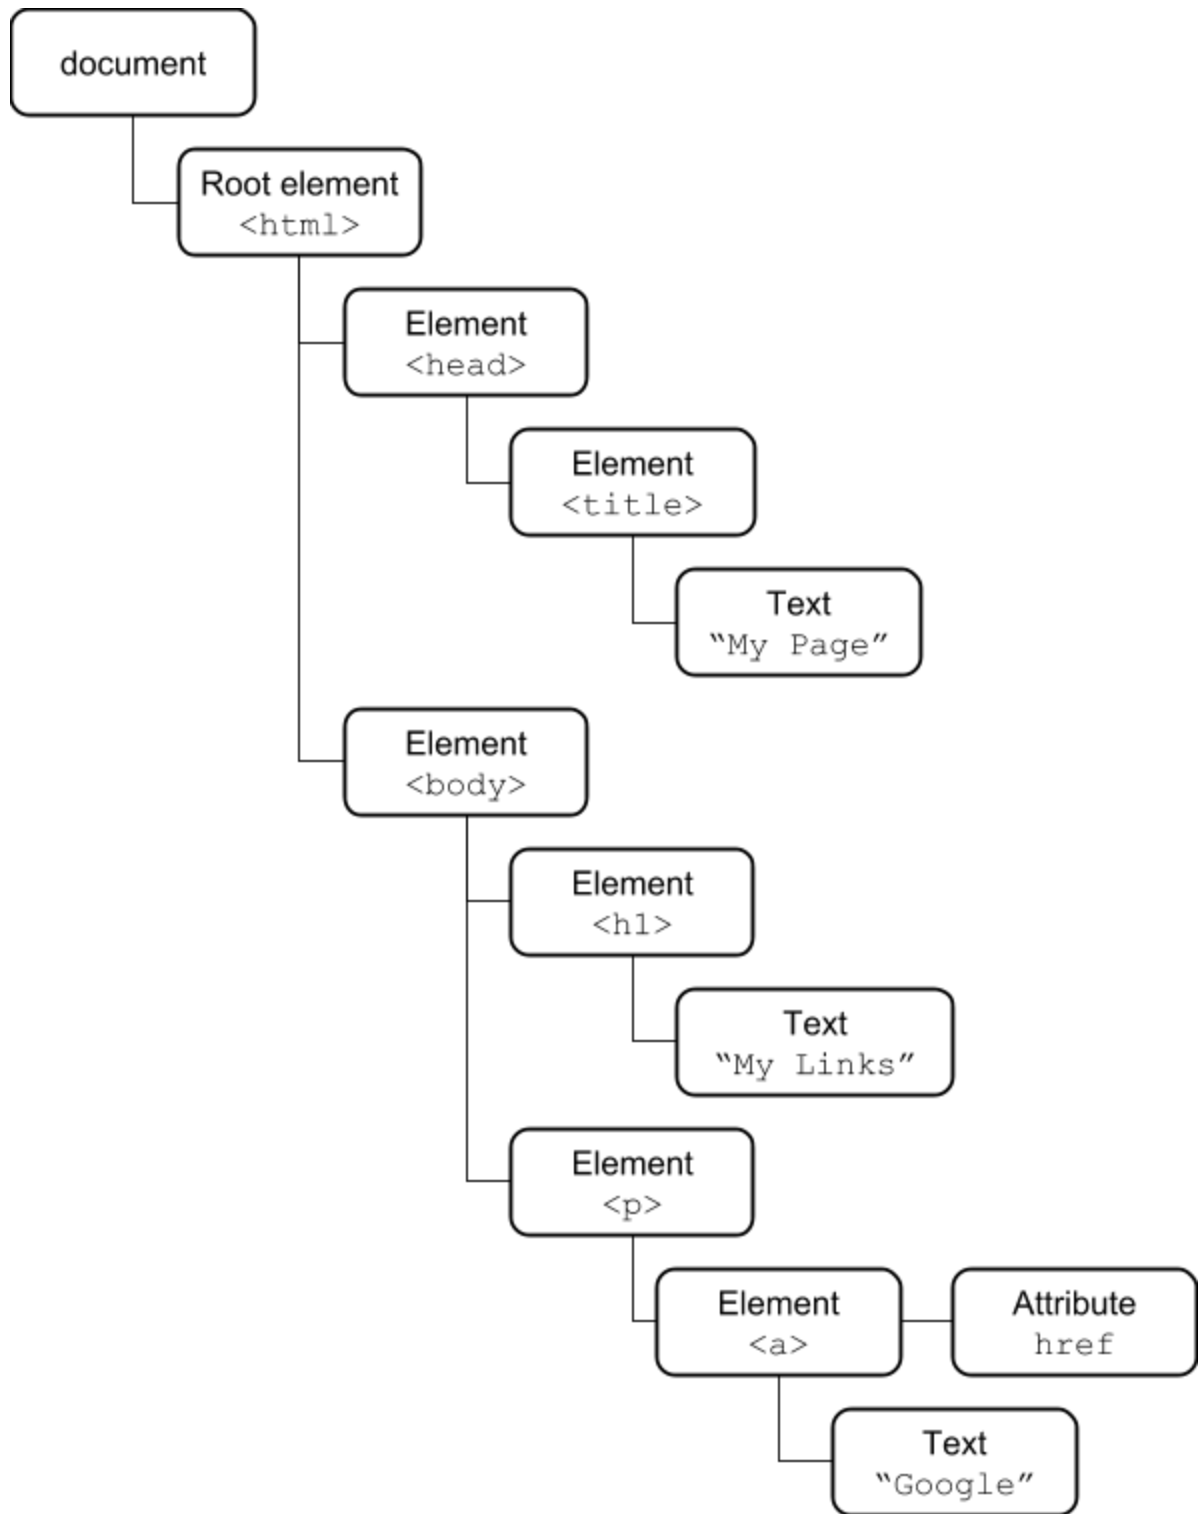 document
Root element
<html>
Element
<head>
Element
<title>
Text
“My Page”
Element
<body>
Element
<h1>
Text
“My Links”
Element
<p>
Element
<a>
Attribute
href
Text
“Google”